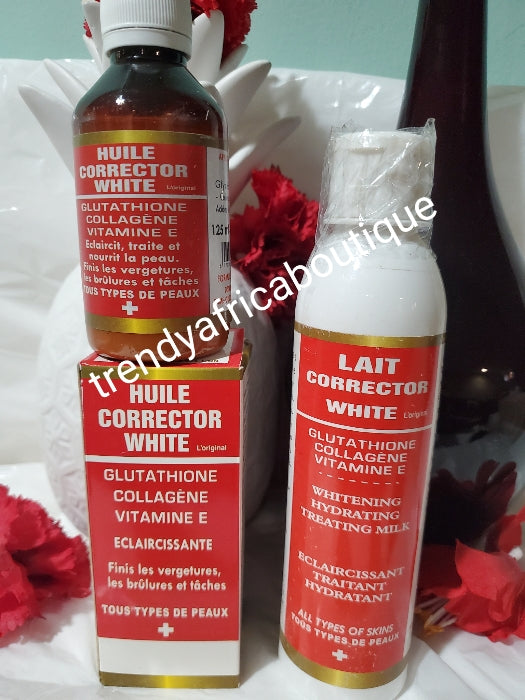 HUILE
CORRECTOR
WHITE L'original
GLUTATHIONE
COLLAGÈNE
VITAMINE E
Eclaircit, traite et
nourrit la peau.
Finis les vergetures,
les brûlures et tâches
TOUS TYPES DE PEAUX
trendyafricaboutique
HUILE
CORRECTOR
WHITE L'original
GLUTATHIONE
COLLAGÈNE
VITAMINE E
ECLAIRCISSANTE
Finis les vergetures,
les brûlures et tâches
TOUS TYPES DE PEAUX
LAIT
CORRECTOR
WHITE L'original
GLUTATHIONE
COLLAGÈNE
VITAMINE E
WHITENING
HYDRATING
TREATING MILK
ECLAIRCISSANT
TRAITANT
HYDRATANT
ALL TYPES OF SKINS
TOUS TYPES DE PEAUX